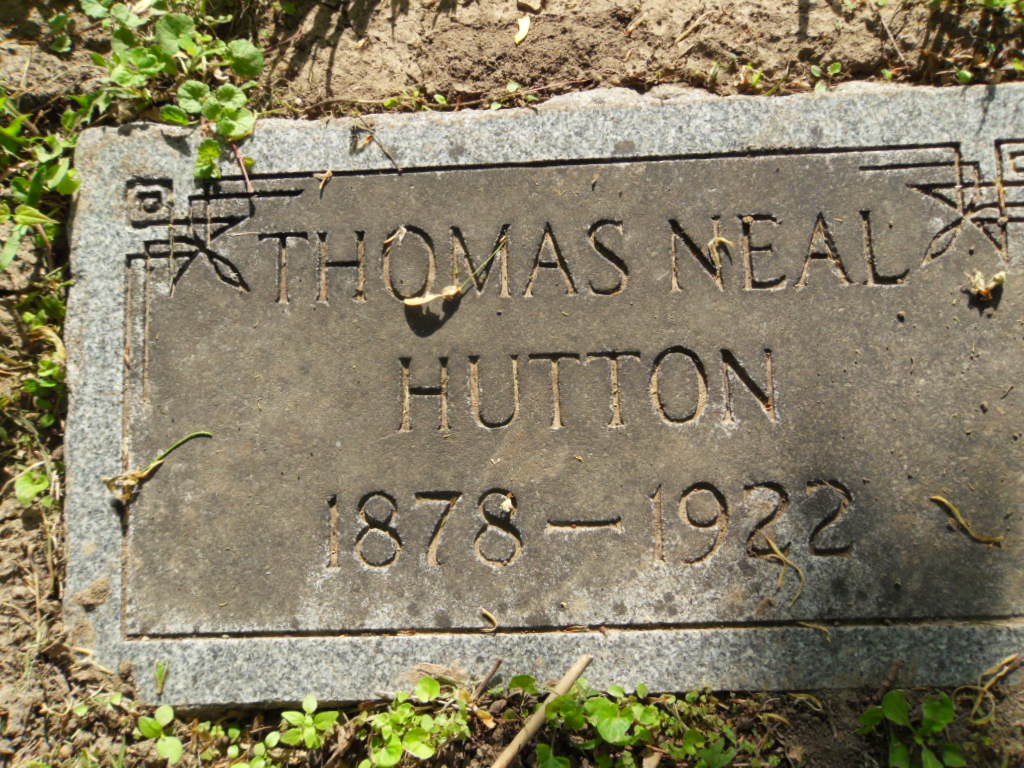 THOMAS NEAL
HUTTON
1878 — 1922